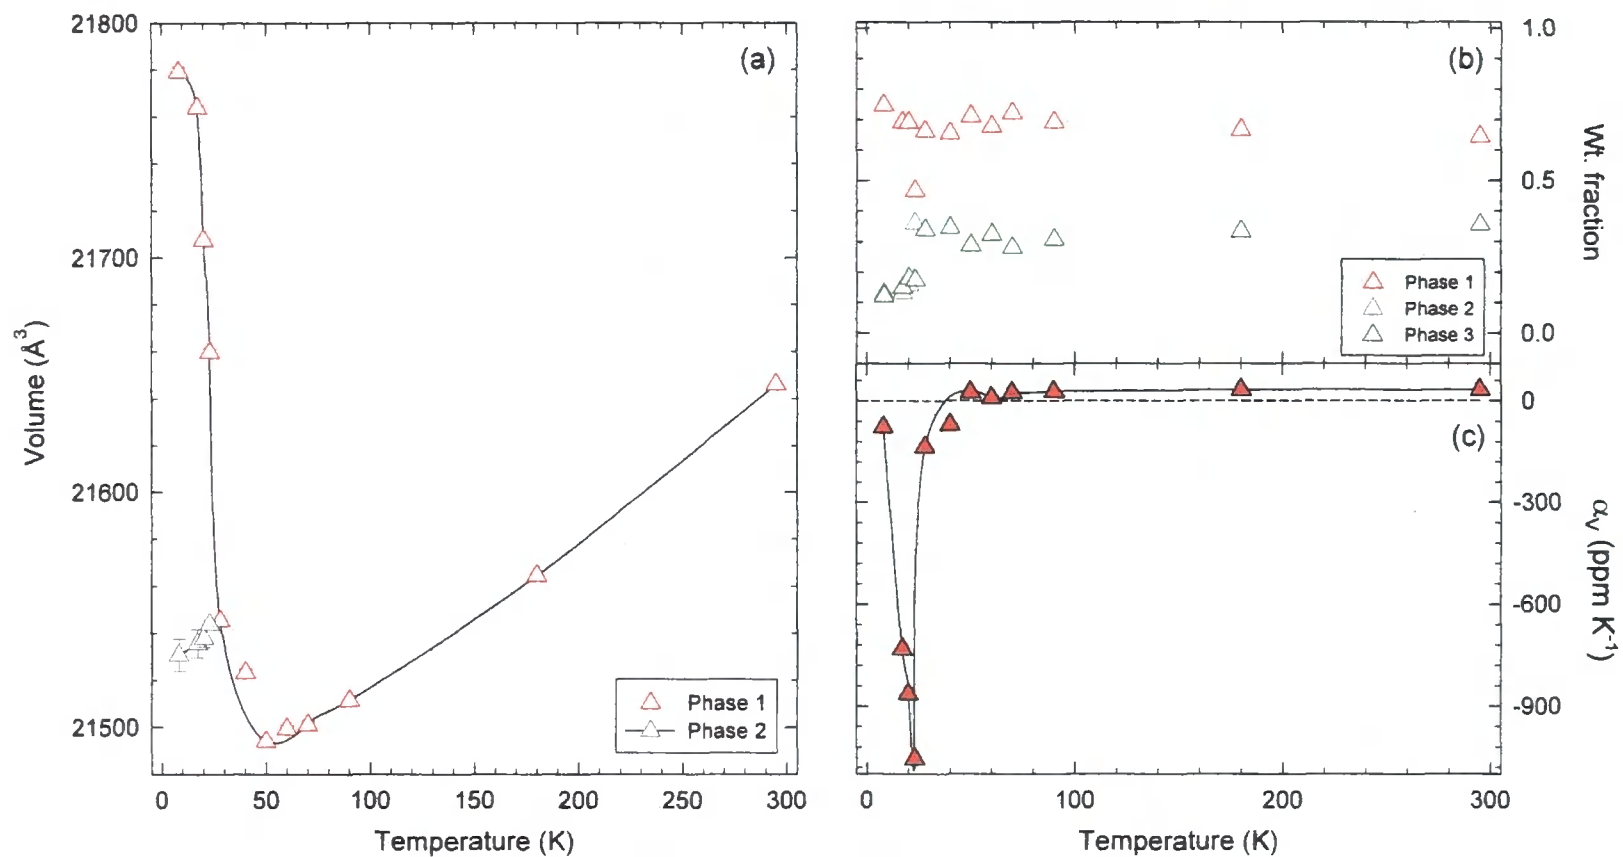 21800
21700
21600
21500
Volume (Å³)
(a)
Phase 1
Phase 2
0 50 100 150 200 250 300
Temperature (K)
(b)
1.0
0.5
0.0
Wt. fraction
Phase 1
Phase 2
Phase 3
(c)
0
-300
-600
-900
αV (ppm K⁻¹)
0 100 200 300
Temperature (K)